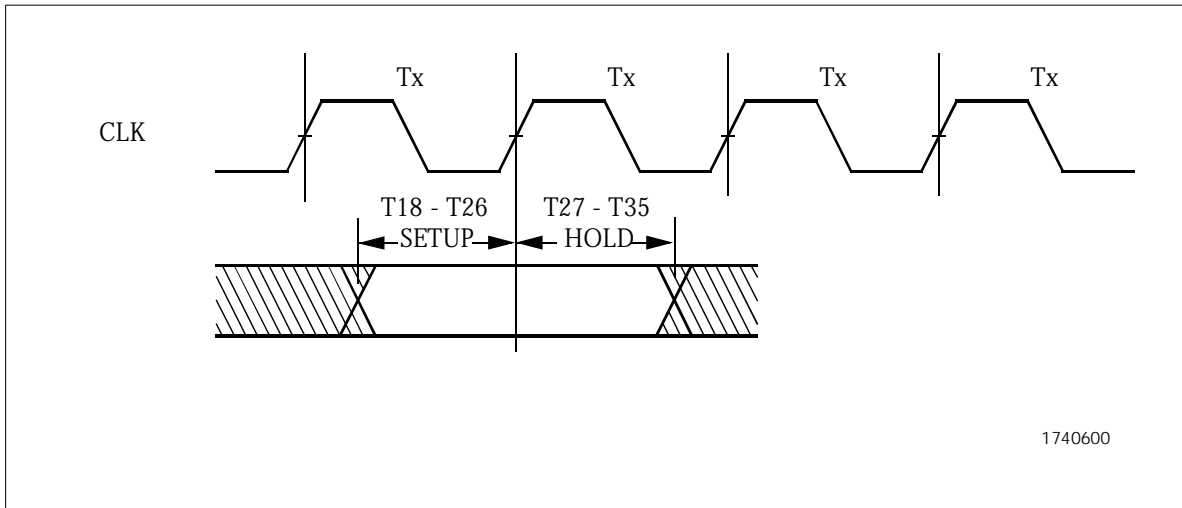 Tx Tx Tx Tx
CLK
T18 - T26 T27 - T35
SETUP HOLD
1740600